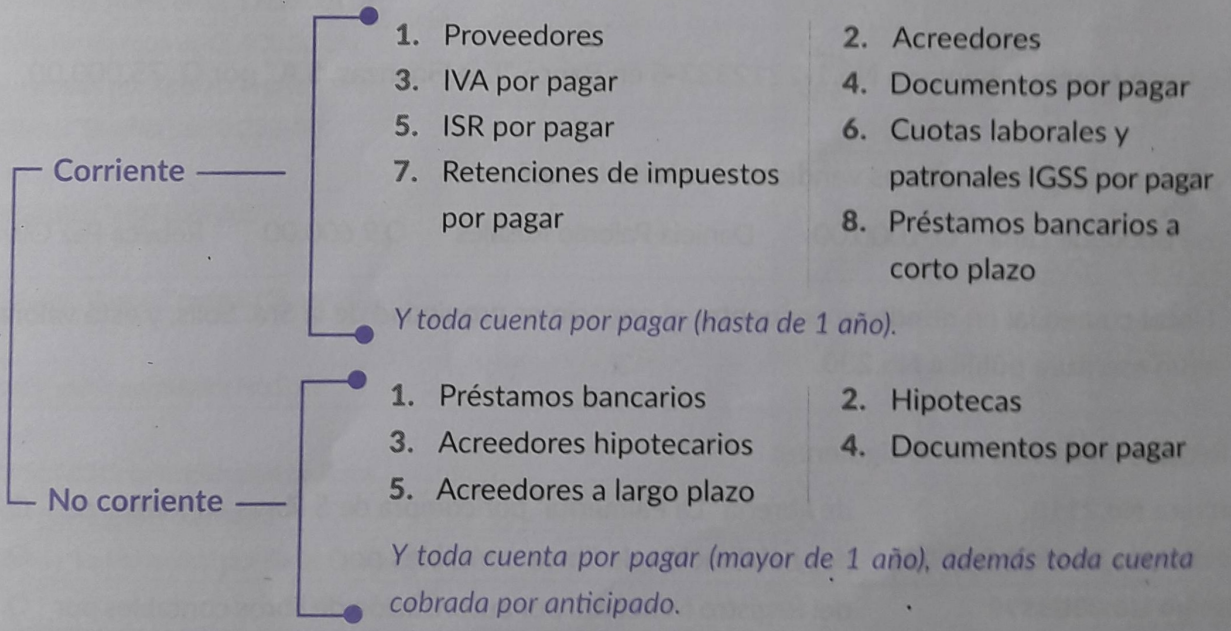 Corriente
1. Proveedores
2. Acreedores
3. IVA por pagar
4. Documentos por pagar
5. ISR por pagar
6. Cuotas laborales y
patronales IGSS por pagar
7. Retenciones de impuestos
por pagar
8. Préstamos bancarios a
corto plazo
Y toda cuenta por pagar (hasta de 1 año).
No corriente
1. Préstamos bancarios
2. Hipotecas
3. Acreedores hipotecarios
4. Documentos por pagar
5. Acreedores a largo plazo
Y toda cuenta por pagar (mayor de 1 año), además toda cuenta
cobrada por anticipado.